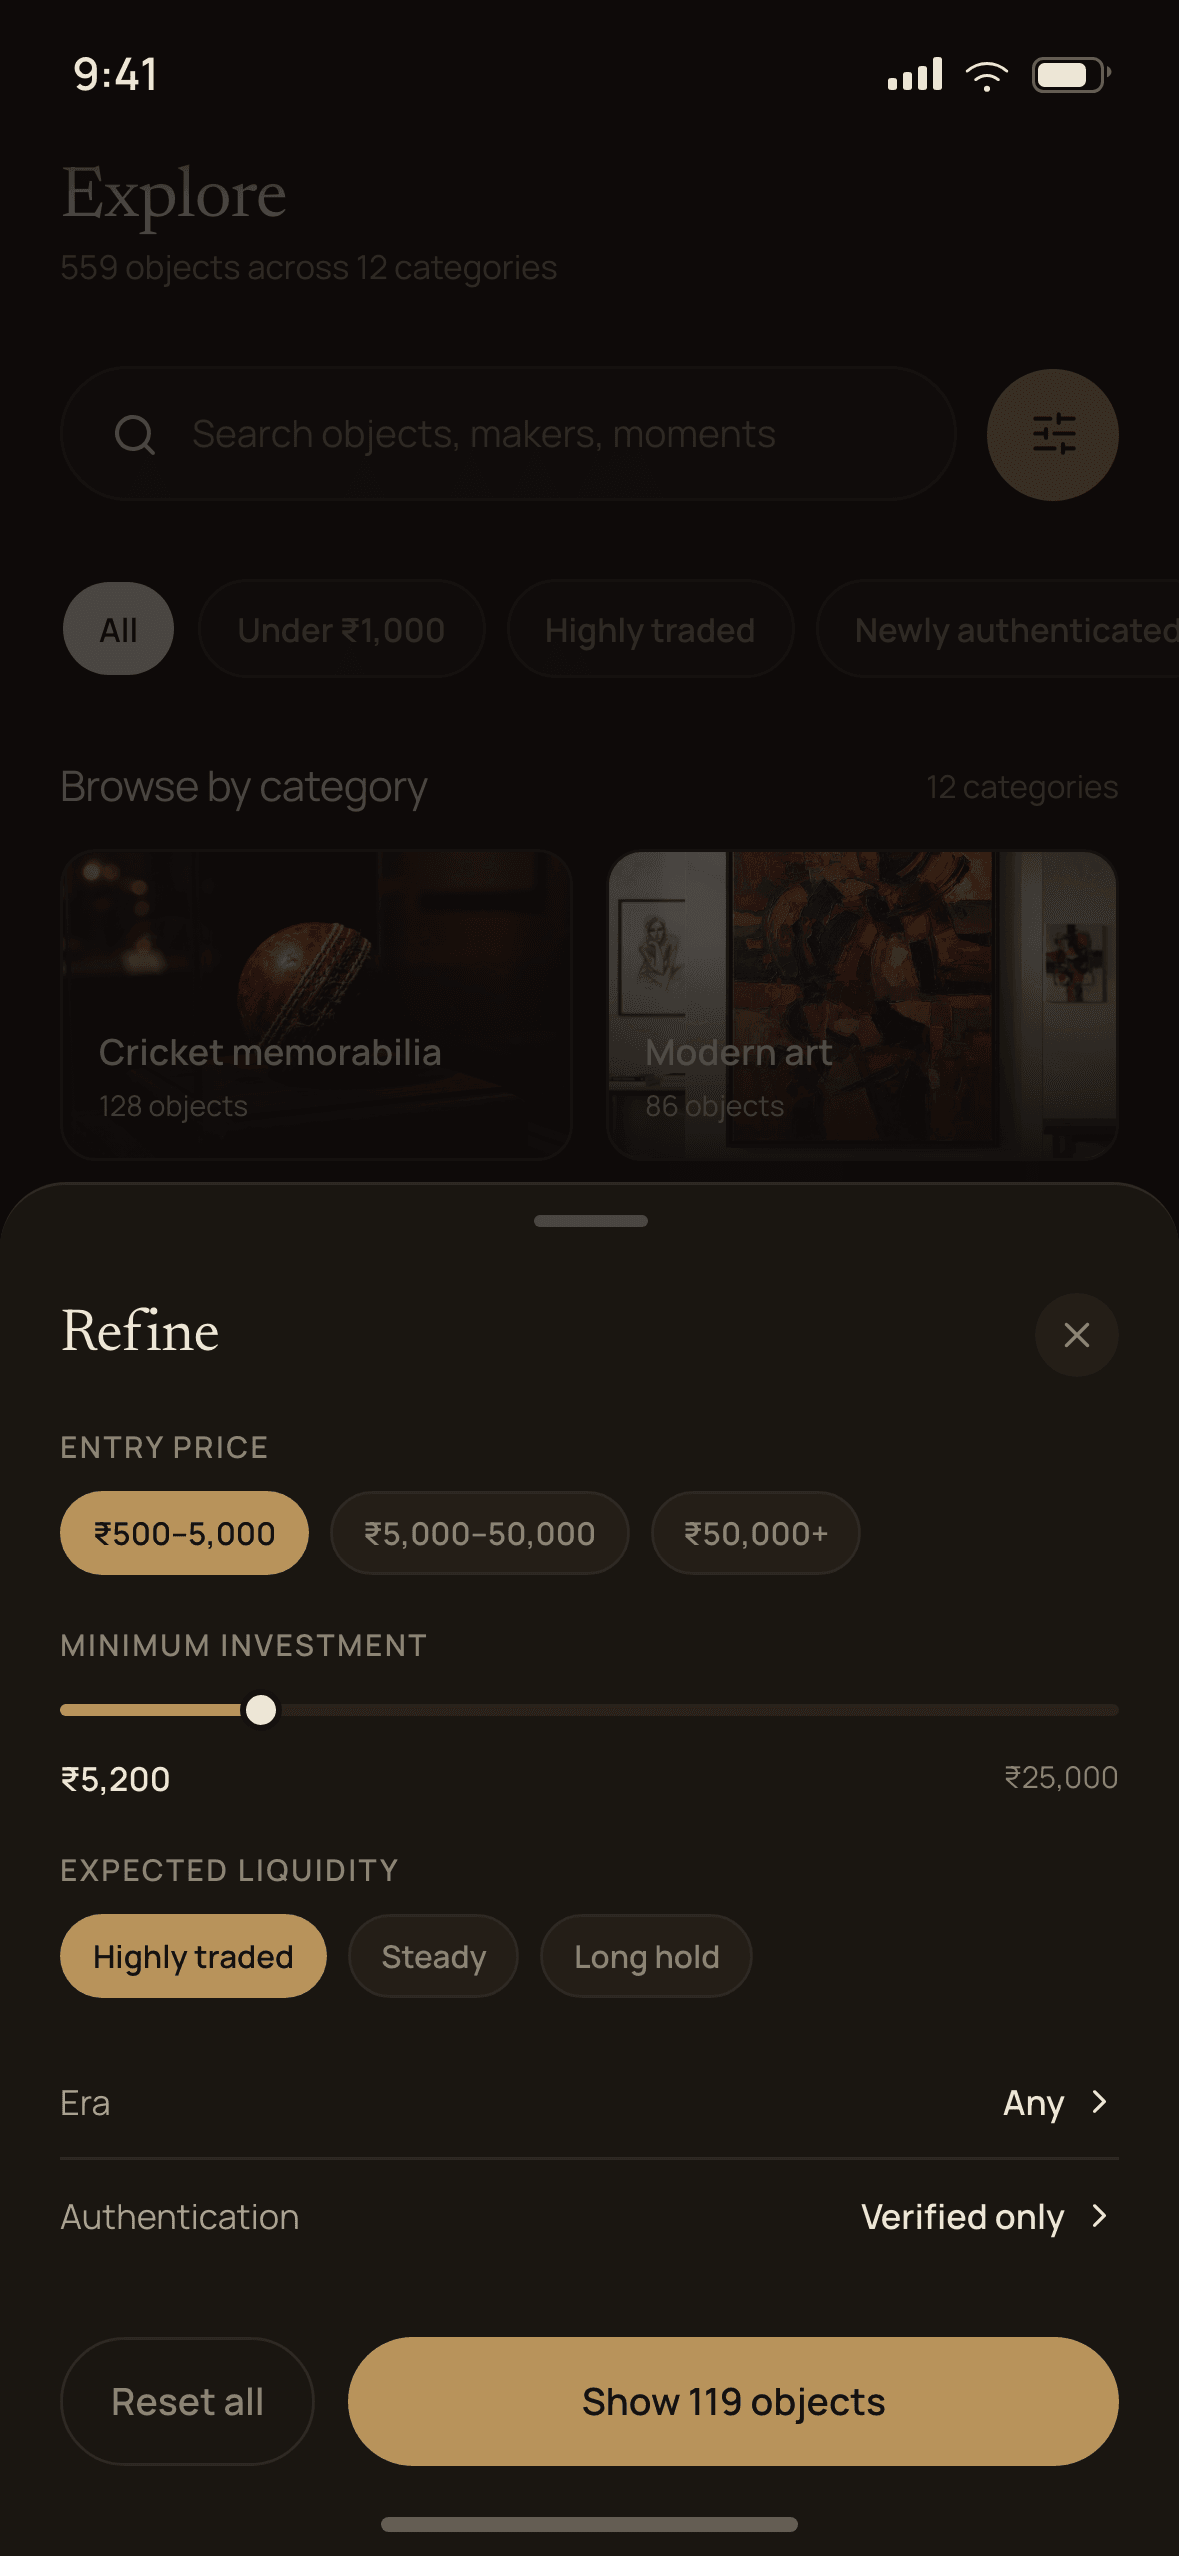 9:41
Explore
559 objects across 12 categories
Search objects, makers, moments
All
Under ₹1,000
Highly traded
Newly authenticated
Browse by category
12 categories
Cricket memorabilia
128 objects
Modern art
86 objects
Refine
ENTRY PRICE
₹500–5,000
₹5,000–50,000
₹50,000+
MINIMUM INVESTMENT
₹5,200
₹25,000
EXPECTED LIQUIDITY
Highly traded
Steady
Long hold
Era
Any
Authentication
Verified only
Reset all
Show 119 objects